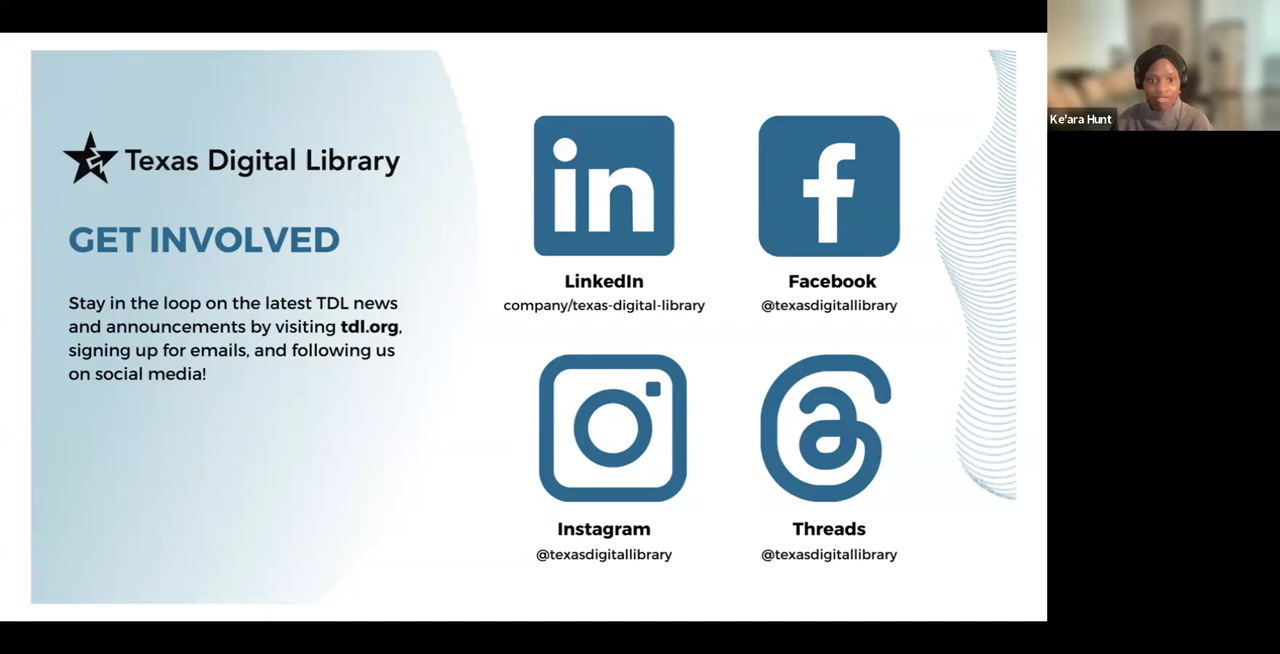 Texas Digital Library
GET INVOLVED
Stay in the loop on the latest TDL news
and announcements by visiting tdl.org,
signing up for emails, and following us
on social media!
in
LinkedIn
company/texas-digital-library
f
Facebook
@texasdigitallibrary
Instagram
@texasdigitallibrary
Threads
@texasdigitallibrary
Ke'ara Hunt